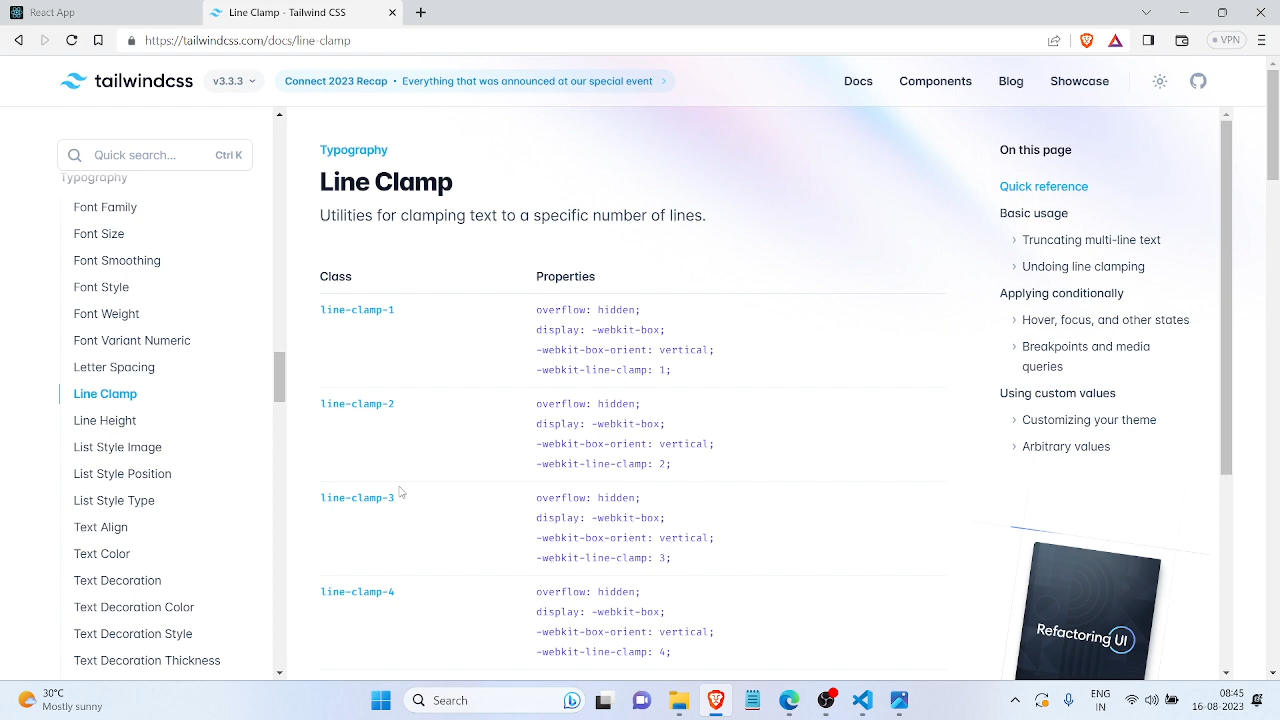 React App
Line Clamp - Tailwind CSS
https://tailwindcss.com/docs/line-clamp
VPN
tailwindcss
v3.3.3
Connect 2023 Recap · Everything that was announced at our special event
Docs
Components
Blog
Showcase
Quick search...
Ctrl K
Typography
Font Family
Font Size
Font Smoothing
Font Style
Font Weight
Font Variant Numeric
Letter Spacing
Line Clamp
Line Height
List Style Image
List Style Position
List Style Type
Text Align
Text Color
Text Decoration
Text Decoration Color
Text Decoration Style
Text Decoration Thickness
Typography
Line Clamp
Utilities for clamping text to a specific number of lines.
Class Properties
line-clamp-1 overflow: hidden;
display: -webkit-box;
-webkit-box-orient: vertical;
-webkit-line-clamp: 1;
line-clamp-2 overflow: hidden;
display: -webkit-box;
-webkit-box-orient: vertical;
-webkit-line-clamp: 2;
line-clamp-3 overflow: hidden;
display: -webkit-box;
-webkit-box-orient: vertical;
-webkit-line-clamp: 3;
line-clamp-4 overflow: hidden;
display: -webkit-box;
-webkit-box-orient: vertical;
-webkit-line-clamp: 4;
On this page
Quick reference
Basic usage
Truncating multi-line text
Undoing line clamping
Applying conditionally
Hover, focus, and other states
Breakpoints and media
queries
Using custom values
Customizing your theme
Arbitrary values
Refactoring UI
30°C
Mostly sunny
Search
ENG
IN
08:45
16-08-2023